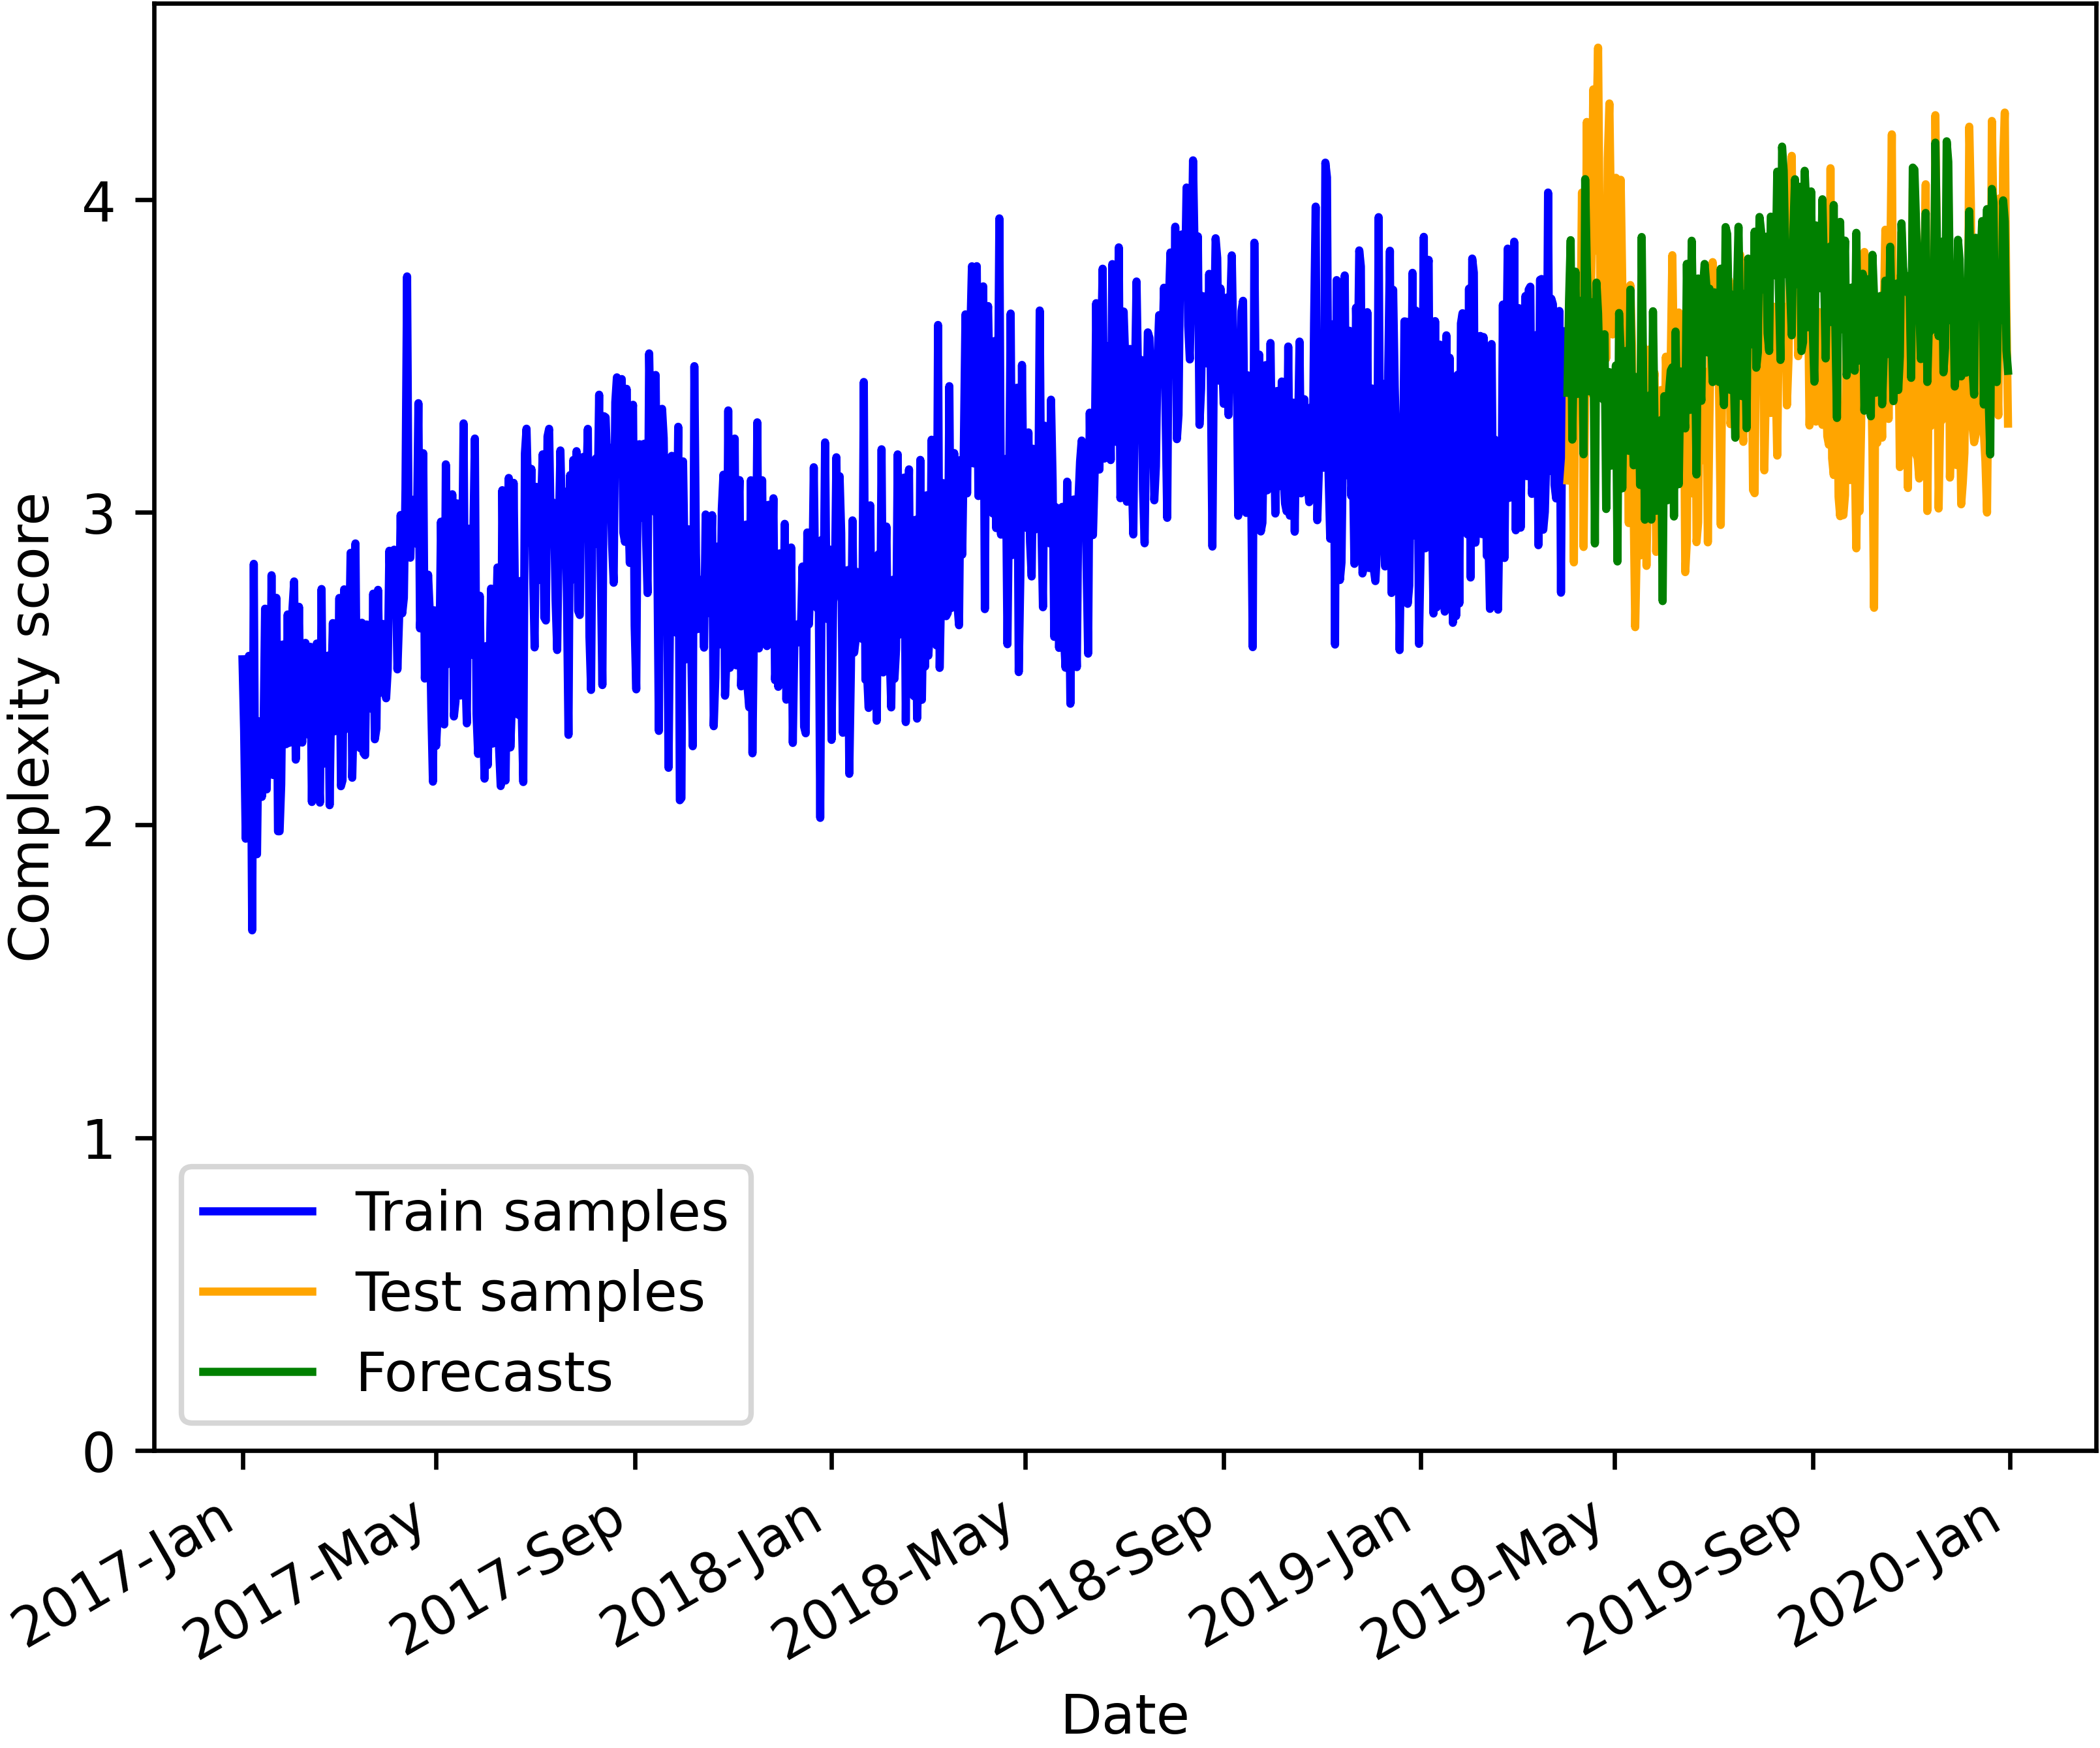 Complexity score
4
3
2
1
0
Train samples
Test samples
Forecasts
2017-Jan
2017-May
2017-Sep
2018-Jan
2018-May
2018-Sep
2019-Jan
2019-May
2019-Sep
2020-Jan
Date